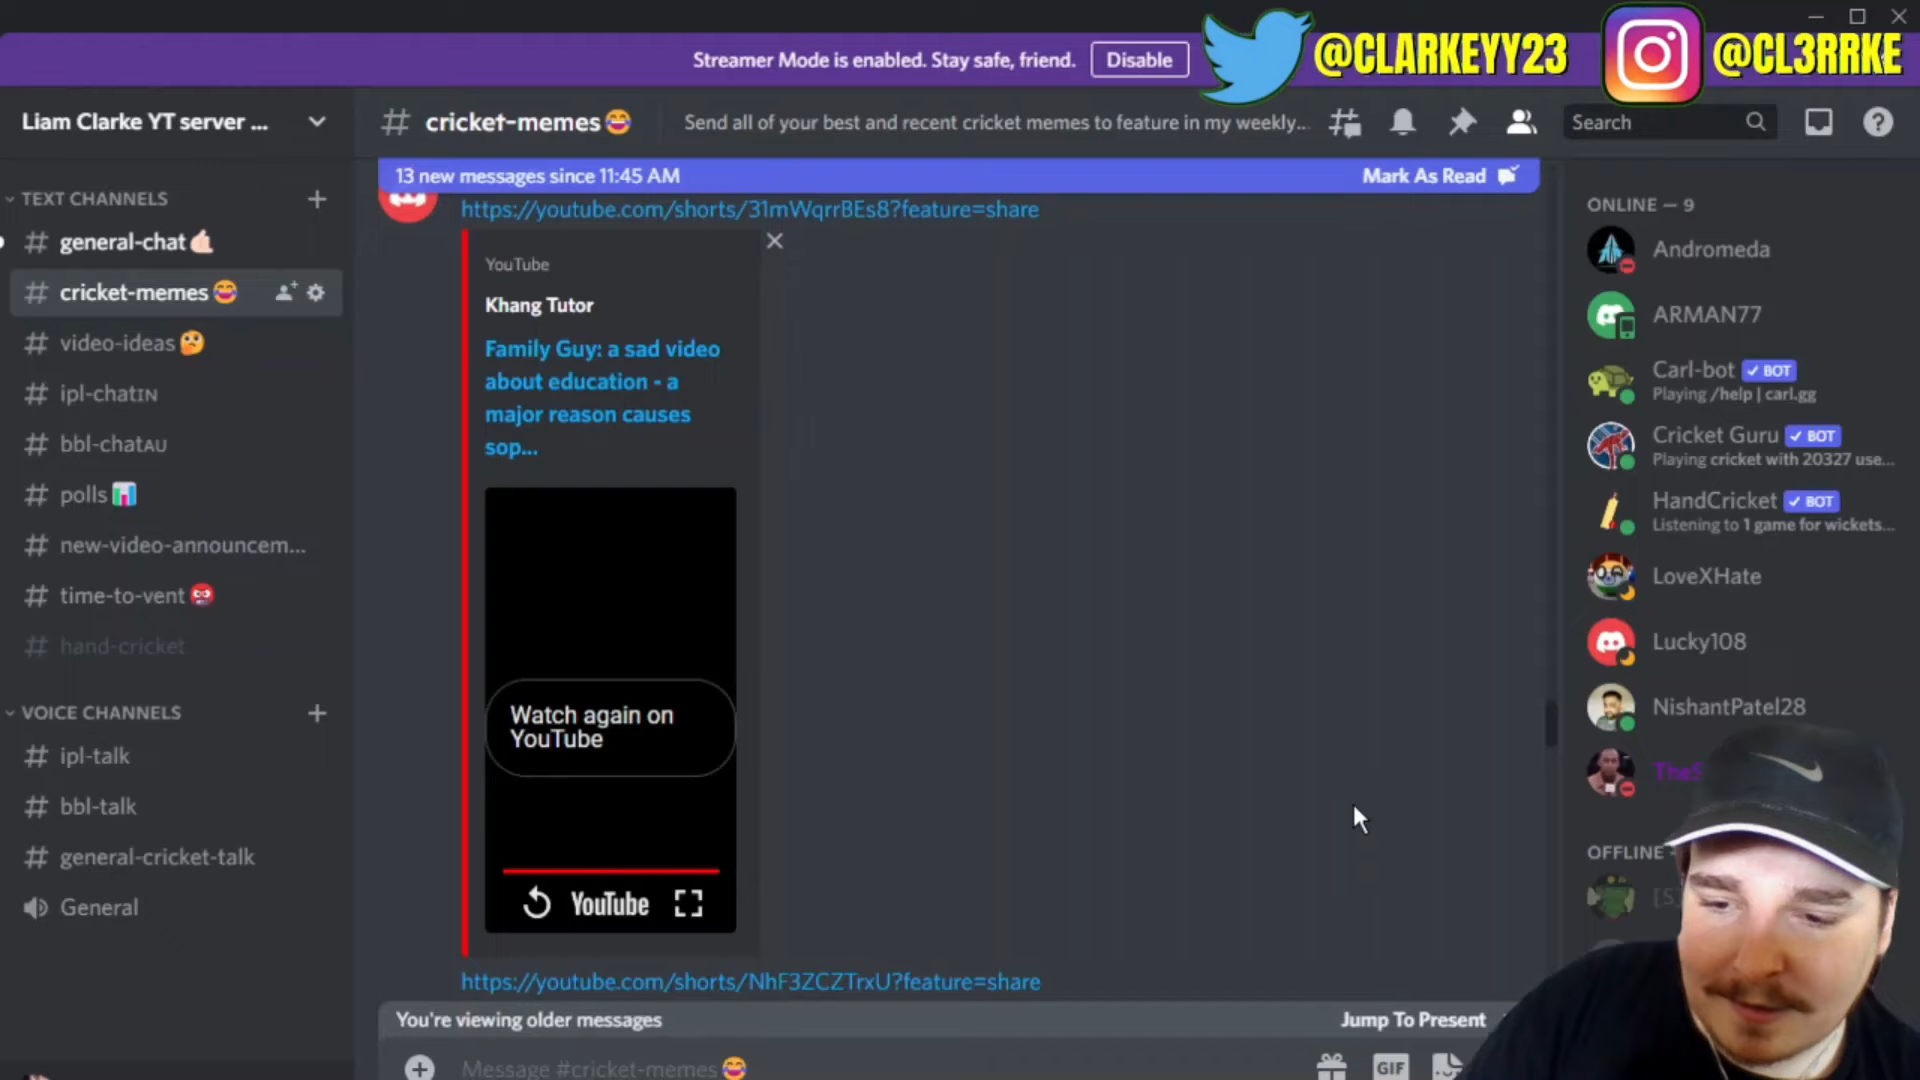 Streamer Mode is enabled. Stay safe, friend.
Disable
@CLARKEYY23
@CL3RRKE
Liam Clarke YT server ...
# cricket-memes😂
Send all of your best and recent cricket memes to feature in my weekly...
Search
TEXT CHANNELS
# general-chat🤙🏻
# cricket-memes😂
# video-ideas🤔
# ipl-chatIN
# bbl-chatAU
# polls📊
# new-video-announcem...
# time-to-vent👹
# hand-cricket
VOICE CHANNELS
# ipl-talk
# bbl-talk
# general-cricket-talk
General
13 new messages since 11:45 AM
Mark As Read
https://youtube.com/shorts/31mWqrrBEs8?feature=share
YouTube
Khang Tutor
Family Guy: a sad video
about education - a
major reason causes
sop...
Watch again on
YouTube
YouTube
https://youtube.com/shorts/NhF3ZCZTrxU?feature=share
You're viewing older messages
Jump To Present
Message #cricket-memes😂
GIF
ONLINE — 9
Andromeda
ARMAN77
Carl-bot ✓ BOT
Playing /help | carl.gg
Cricket Guru ✓ BOT
Playing cricket with 20327 use...
HandCricket ✓ BOT
Listening to 1 game for wickets...
LoveXHate
Lucky108
NishantPatel28
OFFLINE